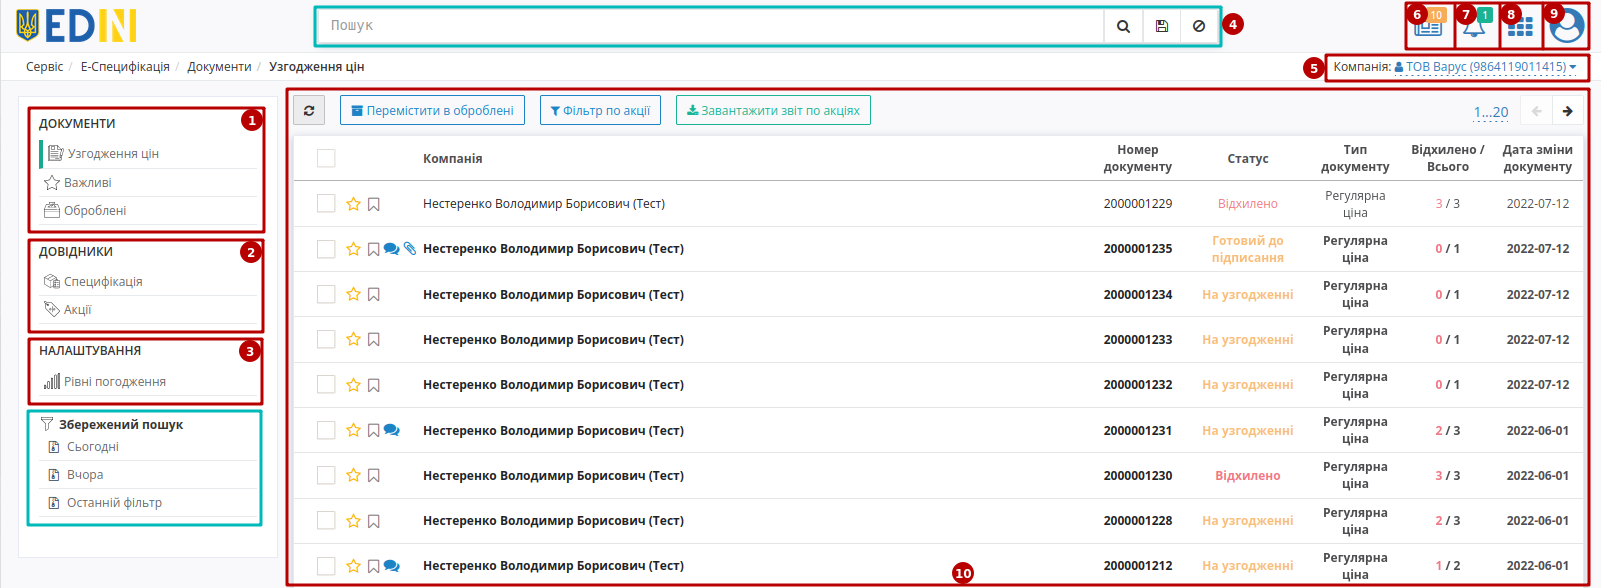 EDIN
Пошук
4
6 10
7 1
8
9
Сервіс / Е-Специфікація / Документи / Узгодження цін
5 Компанія: ТОВ Варус (9864119011415)
ДОКУМЕНТИ 1
Узгодження цін
Важливі
Оброблені
ДОВІДНИКИ 2
Специфікація
Акції
НАЛАШТУВАННЯ 3
Рівні погодження
Збережений пошук
Сьогодні
Вчора
Останній фільтр
Перемістити в оброблені Фільтр по акції Завантажити звіт по акціях 1...20
Компанія Номер документу Статус Тип документу Відхилено / Всього Дата зміни документу
Нестеренко Володимир Борисович (Тест) 2000001229 Відхилено Регулярна ціна 3 / 3 2022-07-12
Нестеренко Володимир Борисович (Тест) 2000001235 Готовий до підписання Регулярна ціна 0 / 1 2022-07-12
Нестеренко Володимир Борисович (Тест) 2000001234 На узгодженні Регулярна ціна 0 / 1 2022-07-12
Нестеренко Володимир Борисович (Тест) 2000001233 На узгодженні Регулярна ціна 0 / 1 2022-07-12
Нестеренко Володимир Борисович (Тест) 2000001232 На узгодженні Регулярна ціна 0 / 1 2022-07-12
Нестеренко Володимир Борисович (Тест) 2000001231 На узгодженні Регулярна ціна 2 / 3 2022-06-01
Нестеренко Володимир Борисович (Тест) 2000001230 Відхилено Регулярна ціна 3 / 3 2022-06-01
Нестеренко Володимир Борисович (Тест) 2000001228 На узгодженні Регулярна ціна 2 / 3 2022-06-01
Нестеренко Володимир Борисович (Тест) 2000001212 На узгодженні Регулярна ціна 1 / 2 2022-06-01
10